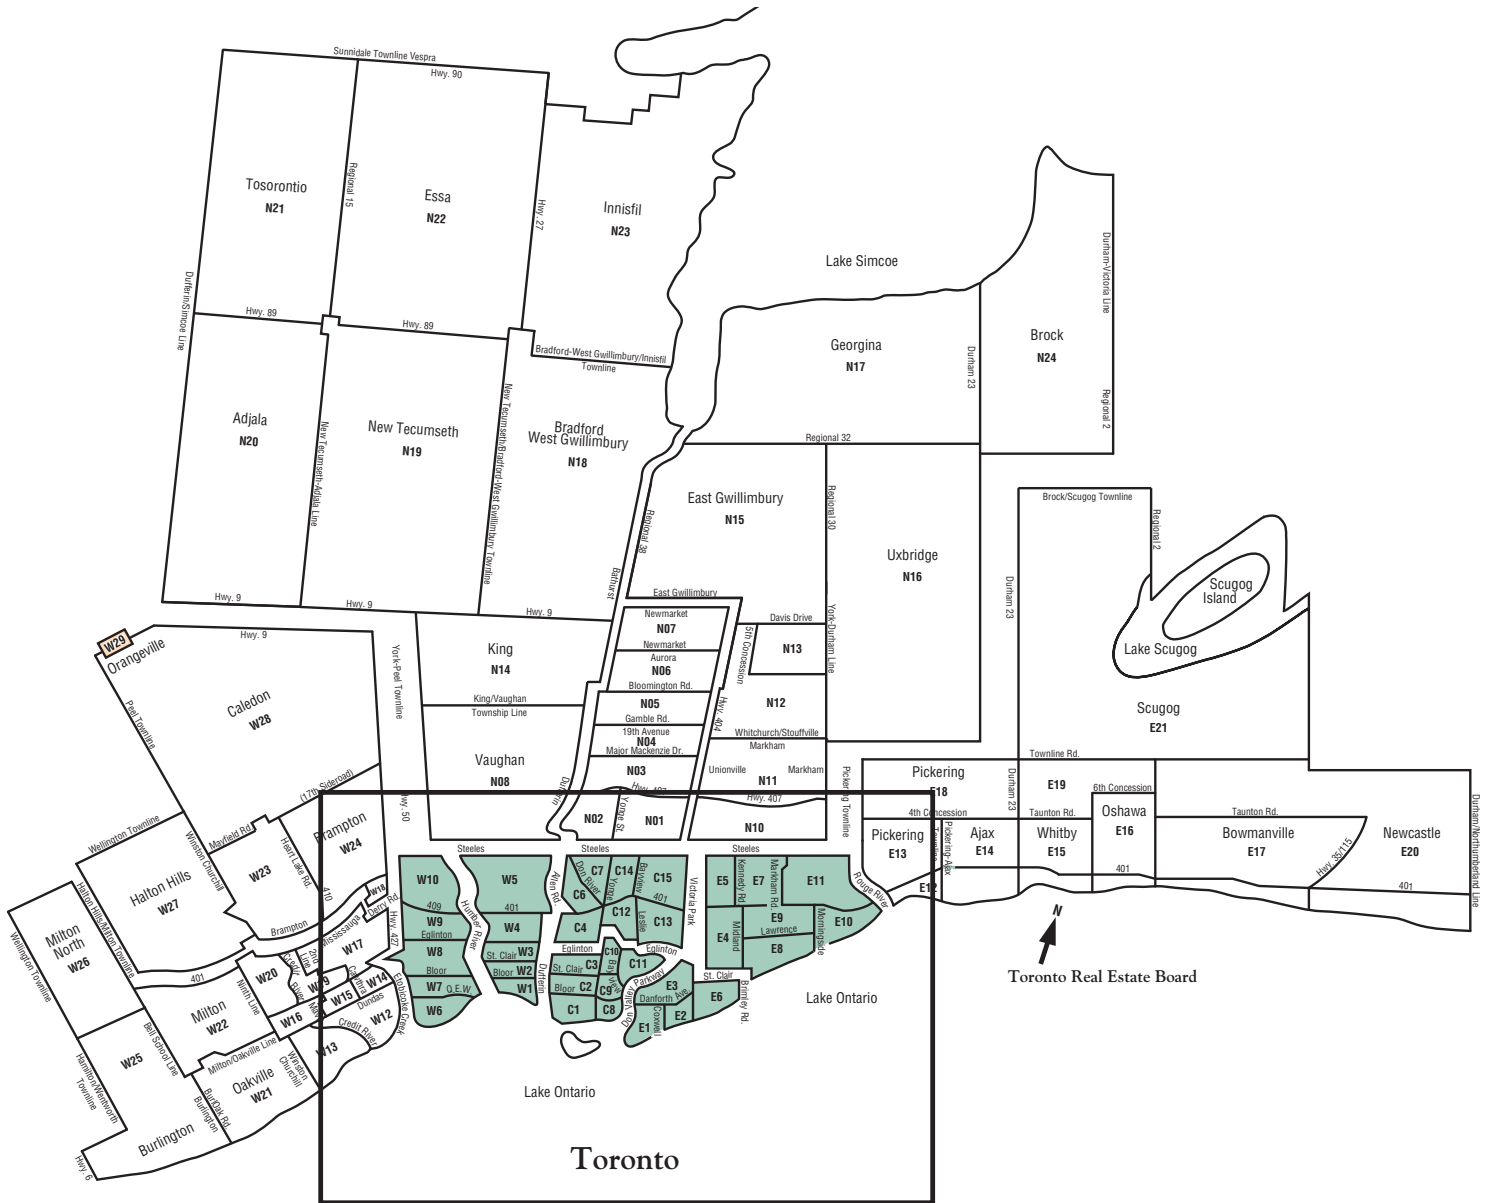 Sunnidale Townline Vespra
Hwy. 90
Tosorontio
N21
Regional 15
Essa
N22
Hwy. 27
Innisfil
N23
Dufferin/Simcoe Line
Hwy. 89
Hwy. 89
Bradford-West Gwillimbury/Innisfil
Townline
Adjala
N20
New Tecumseth-Adjala Line
New Tecumseth
N19
New Tecumseth/Bradford-West Gwillimbury Townline
Bradford
West Gwillimbury
N18
Hwy. 9
Hwy. 9
Hwy. 9
Lake Simcoe
Georgina
N17
Durham 23
Brock
N24
Durham-Victoria Line
Regional 2
Regional 32
East Gwillimbury
N15
Regional 38
Bathurst
Regional 30
Uxbridge
N16
Durham 23
Brock/Scugog Townline
Regional 2
Scugog
Island
Lake Scugog
Scugog
E21
East Gwillimbury
Newmarket
N07
Newmarket
Aurora
N06
Bloomington Rd.
N05
Gamble Rd.
19th Avenue
N04
Major Mackenzie Dr.
N03
Hwy. 407
N02
Yonge St.
N01
Davis Drive
5th Concession
N13
York-Durham Line
N12
Hwy. 404
Whitchurch/Stouffville
Markham
Unionville
Markham
N11
Hwy. 407
N10
Pickering Townline
W29
Orangeville
Hwy. 9
Caledon
W28
Peel Townline
York-Peel Townline
King
N14
King/Vaughan
Township Line
Vaughan
N08
Dufferin
Hwy. 50
(17th Sideroad)
Mayfield Rd.
Wellington Townline
Winston Churchill
Heart Lake Rd.
Brampton
W24
W23
410
Halton Hills
W27
Halton Hills/Milton Townline
Brampton
Mississauga
W18
Derry Rd.
Hwy. 427
W17
2nd Line
Credit River
W20
Ninth Line
W19
Cawthra
W14
W15
Mavis
Dundas
W16
W12
Credit River
Etobicoke Creek
W13
Winston Churchill
401
Milton
North
W26
Wellington Townline
Milton
W22
Bell School Line
Milton/Oakville Line
W25
Hamilton/Wentworth
Townline
Oakville
W21
BurlOak Rd.
Burlington
Burlington
Hwy. 6
Steeles
Steeles
Steeles
W10
409
W9
Eglinton
W8
Bloor
W7
Q.E.W.
W6
Humber River
W5
401
W4
St. Clair
W3
Bloor
W2
W1
Allen Rd.
Dufferin
Don River
C7
C6
C4
Yonge
C14
C12
Bayview
C15
401
Leslie
C13
Victoria Park
Eglinton
Eglinton
St. Clair
C3
Bloor
C2
C1
C10
Bayview
C9
C8
C11
Don Valley Parkway
E3
Danforth Ave.
Coxwell
E1
E2
St. Clair
E6
Brimley Rd.
E5
Kennedy Rd
E7
Markham Rd.
E11
E4
Midland
E9
Lawrence
E8
Morningside
E10
Rouge River
Pickering
E18
Durham 23
4th Concession
Pickering
E13
Townline
Pickering-Ajax
E12
Ajax
E14
Townline Rd.
E19
Taunton Rd.
Whitby
E15
6th Concession
Oshawa
E16
401
Taunton Rd.
Bowmanville
E17
Hwy. 35/115
Newcastle
E20
401
Durham/Northumberland Line
N
Toronto Real Estate Board
Lake Ontario
Lake Ontario
Toronto